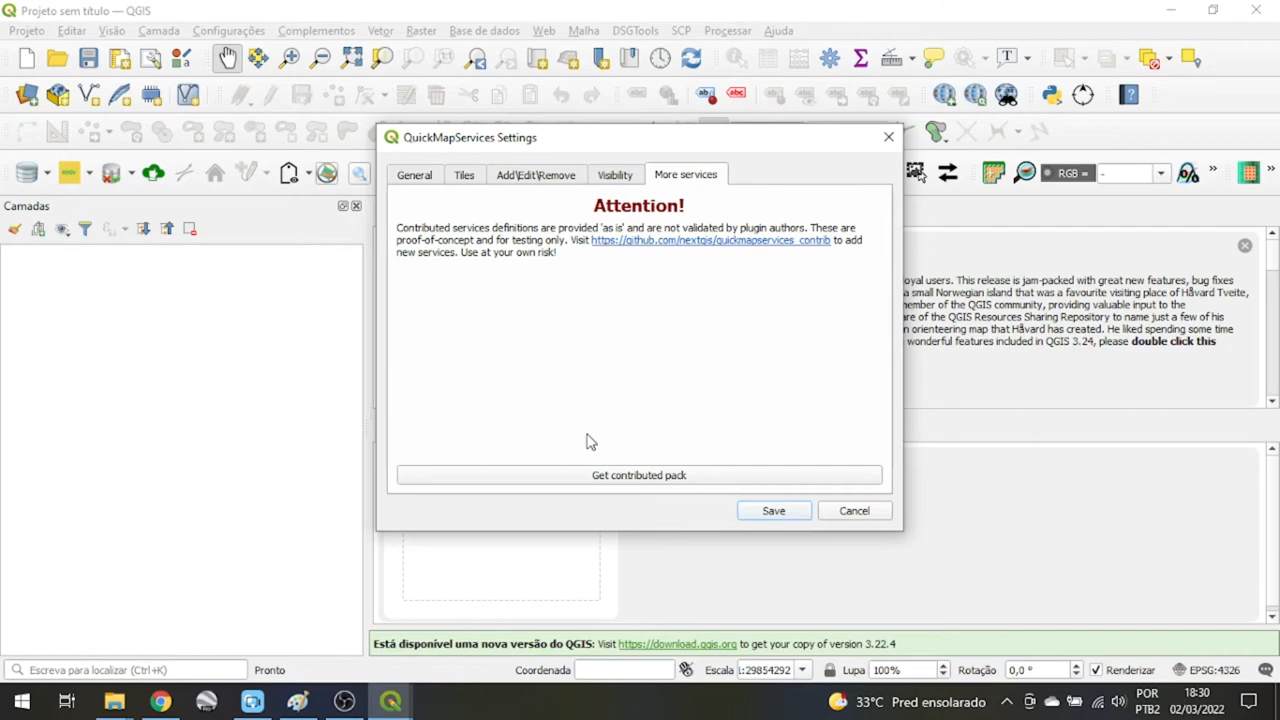 Projeto sem título — QGIS
Projeto Editar Visão Camada Configurações Complementos Vetor Raster Base de dados Web Malha DSGTools SCP Processar Ajuda
QuickMapServices Settings
General Tiles Add\Edit\Remove Visibility More services
RGB = -
Camadas
Attention!
Contributed services definitions are provided 'as is' and are not validated by plugin authors. These are
proof-of-concept and for testing only. Visit https://github.com/nextgis/quickmapservices_contrib to add
new services. Use at your own risk!
oyal users. This release is jam-packed with great new features, bug fixes
a small Norwegian island that was a favourite visiting place of Håvard Tveite,
ember of the QGIS community, providing valuable input to the
re of the QGIS Resources Sharing Repository to name just a few of his
n orienteering map that Håvard has created. He liked spending some time
wonderful features included in QGIS 3.24, please double click this
Get contributed pack
Save Cancel
Está disponível uma nova versão do QGIS: Visit https://download.qgis.org to get your copy of version 3.22.4
Escreva para localizar (Ctrl+K) Pronto Coordenada Escala l:29854292 Lupa 100% Rotação 0,0 ° Renderizar EPSG:4326
33°C Pred ensolarado POR 18:30
PTB2 02/03/2022